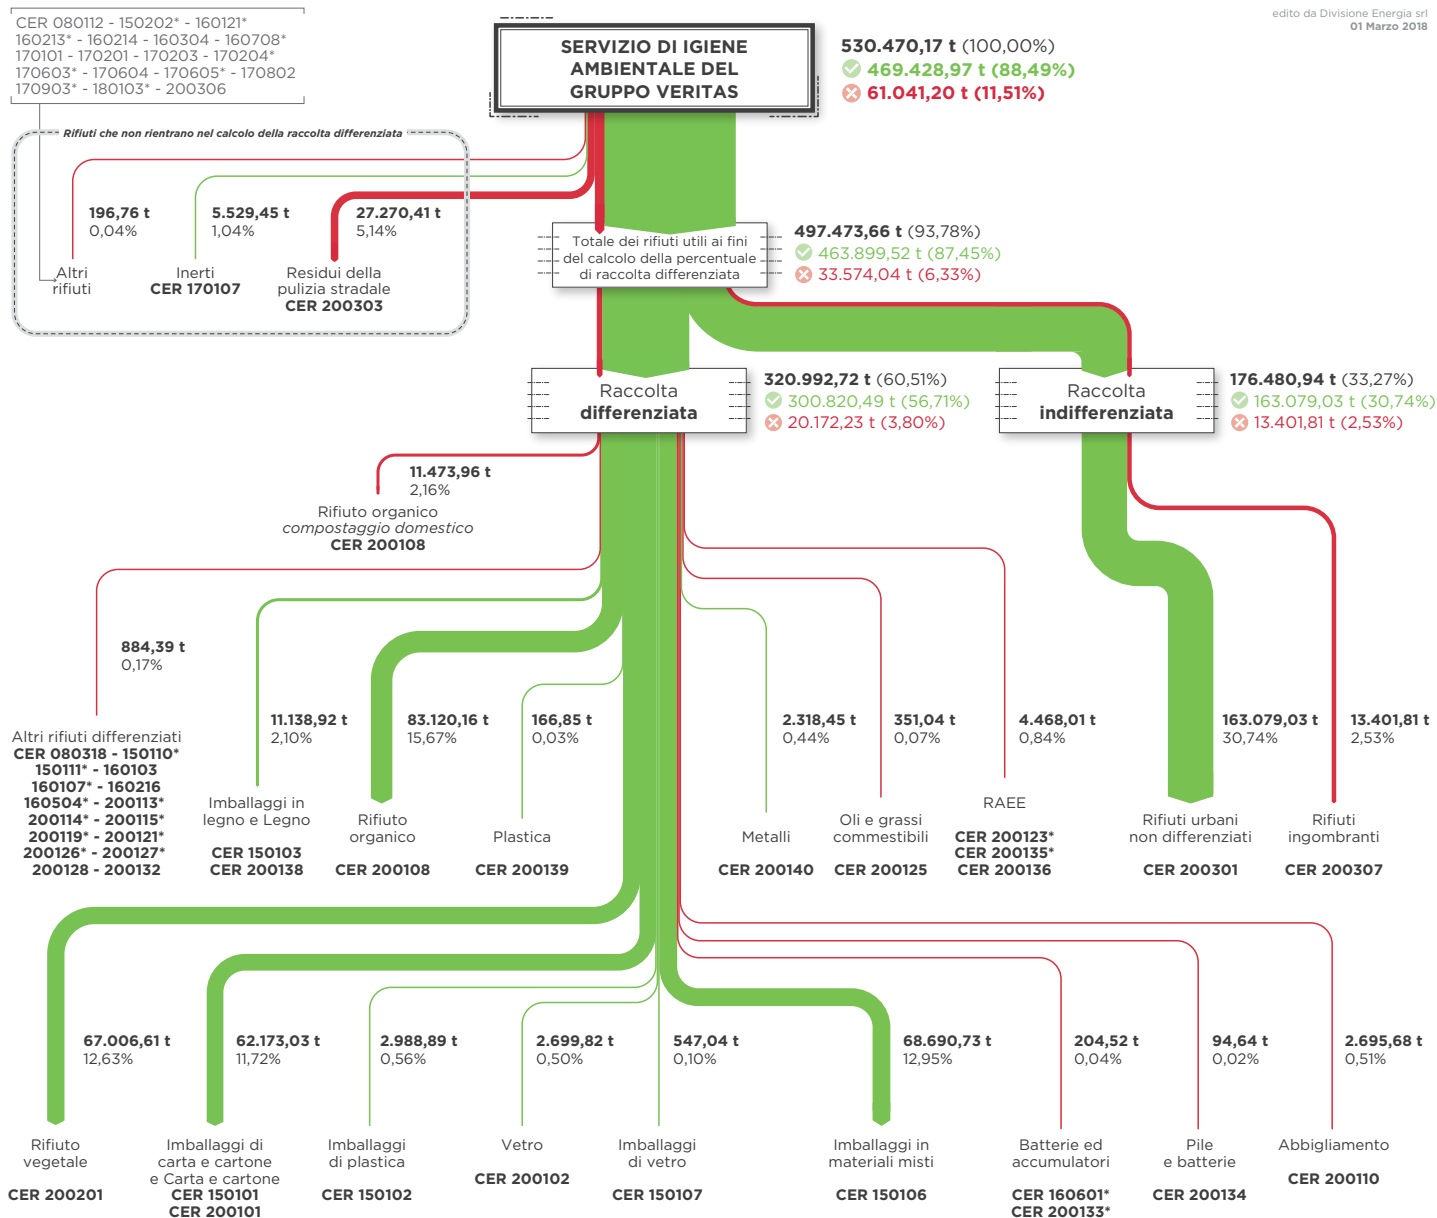 CER 080112 - 150202* - 160121*
160213* - 160214 - 160304 - 160708*
170101 - 170201 - 170203 - 170204*
170603* - 170604 - 170605* - 170802
170903* - 180103* - 200306
edito da Divisione Energia srl
01 Marzo 2018
SERVIZIO DI IGIENE
AMBIENTALE DEL
GRUPPO VERITAS
530.470,17 t (100,00%)
469.428,97 t (88,49%)
61.041,20 t (11,51%)
Rifiuti che non rientrano nel calcolo della raccolta differenziata
196,76 t
0,04%
Altri
rifiuti
5.529,45 t
1,04%
Inerti
CER 170107
27.270,41 t
5,14%
Residui della
pulizia stradale
CER 200303
Totale dei rifiuti utili ai fini
del calcolo della percentuale
di raccolta differenziata
497.473,66 t (93,78%)
463.899,52 t (87,45%)
33.574,04 t (6,33%)
Raccolta
differenziata
320.992,72 t (60,51%)
300.820,49 t (56,71%)
20.172,23 t (3,80%)
Raccolta
indifferenziata
176.480,94 t (33,27%)
163.079,03 t (30,74%)
13.401,81 t (2,53%)
11.473,96 t
2,16%
Rifiuto organico
compostaggio domestico
CER 200108
884,39 t
0,17%
Altri rifiuti differenziati
CER 080318 - 150110*
150111* - 160103
160107* - 160216
160504* - 200113*
200114* - 200115*
200119* - 200121*
200126* - 200127*
200128 - 200132
11.138,92 t
2,10%
Imballaggi in
legno e Legno
CER 150103
CER 200138
83.120,16 t
15,67%
Rifiuto
organico
CER 200108
166,85 t
0,03%
Plastica
CER 200139
2.318,45 t
0,44%
Metalli
CER 200140
351,04 t
0,07%
Oli e grassi
commestibili
CER 200125
4.468,01 t
0,84%
RAEE
CER 200123*
CER 200135*
CER 200136
163.079,03 t
30,74%
Rifiuti urbani
non differenziati
CER 200301
13.401,81 t
2,53%
Rifiuti
ingombranti
CER 200307
67.006,61 t
12,63%
Rifiuto
vegetale
CER 200201
62.173,03 t
11,72%
Imballaggi di
carta e cartone
e Carta e cartone
CER 150101
CER 200101
2.988,89 t
0,56%
Imballaggi
di plastica
CER 150102
2.699,82 t
0,50%
Vetro
CER 200102
547,04 t
0,10%
Imballaggi
di vetro
CER 150107
68.690,73 t
12,95%
Imballaggi in
materiali misti
CER 150106
204,52 t
0,04%
Batterie ed
accumulatori
CER 160601*
CER 200133*
94,64 t
0,02%
Pile
e batterie
CER 200134
2.695,68 t
0,51%
Abbigliamento
CER 200110